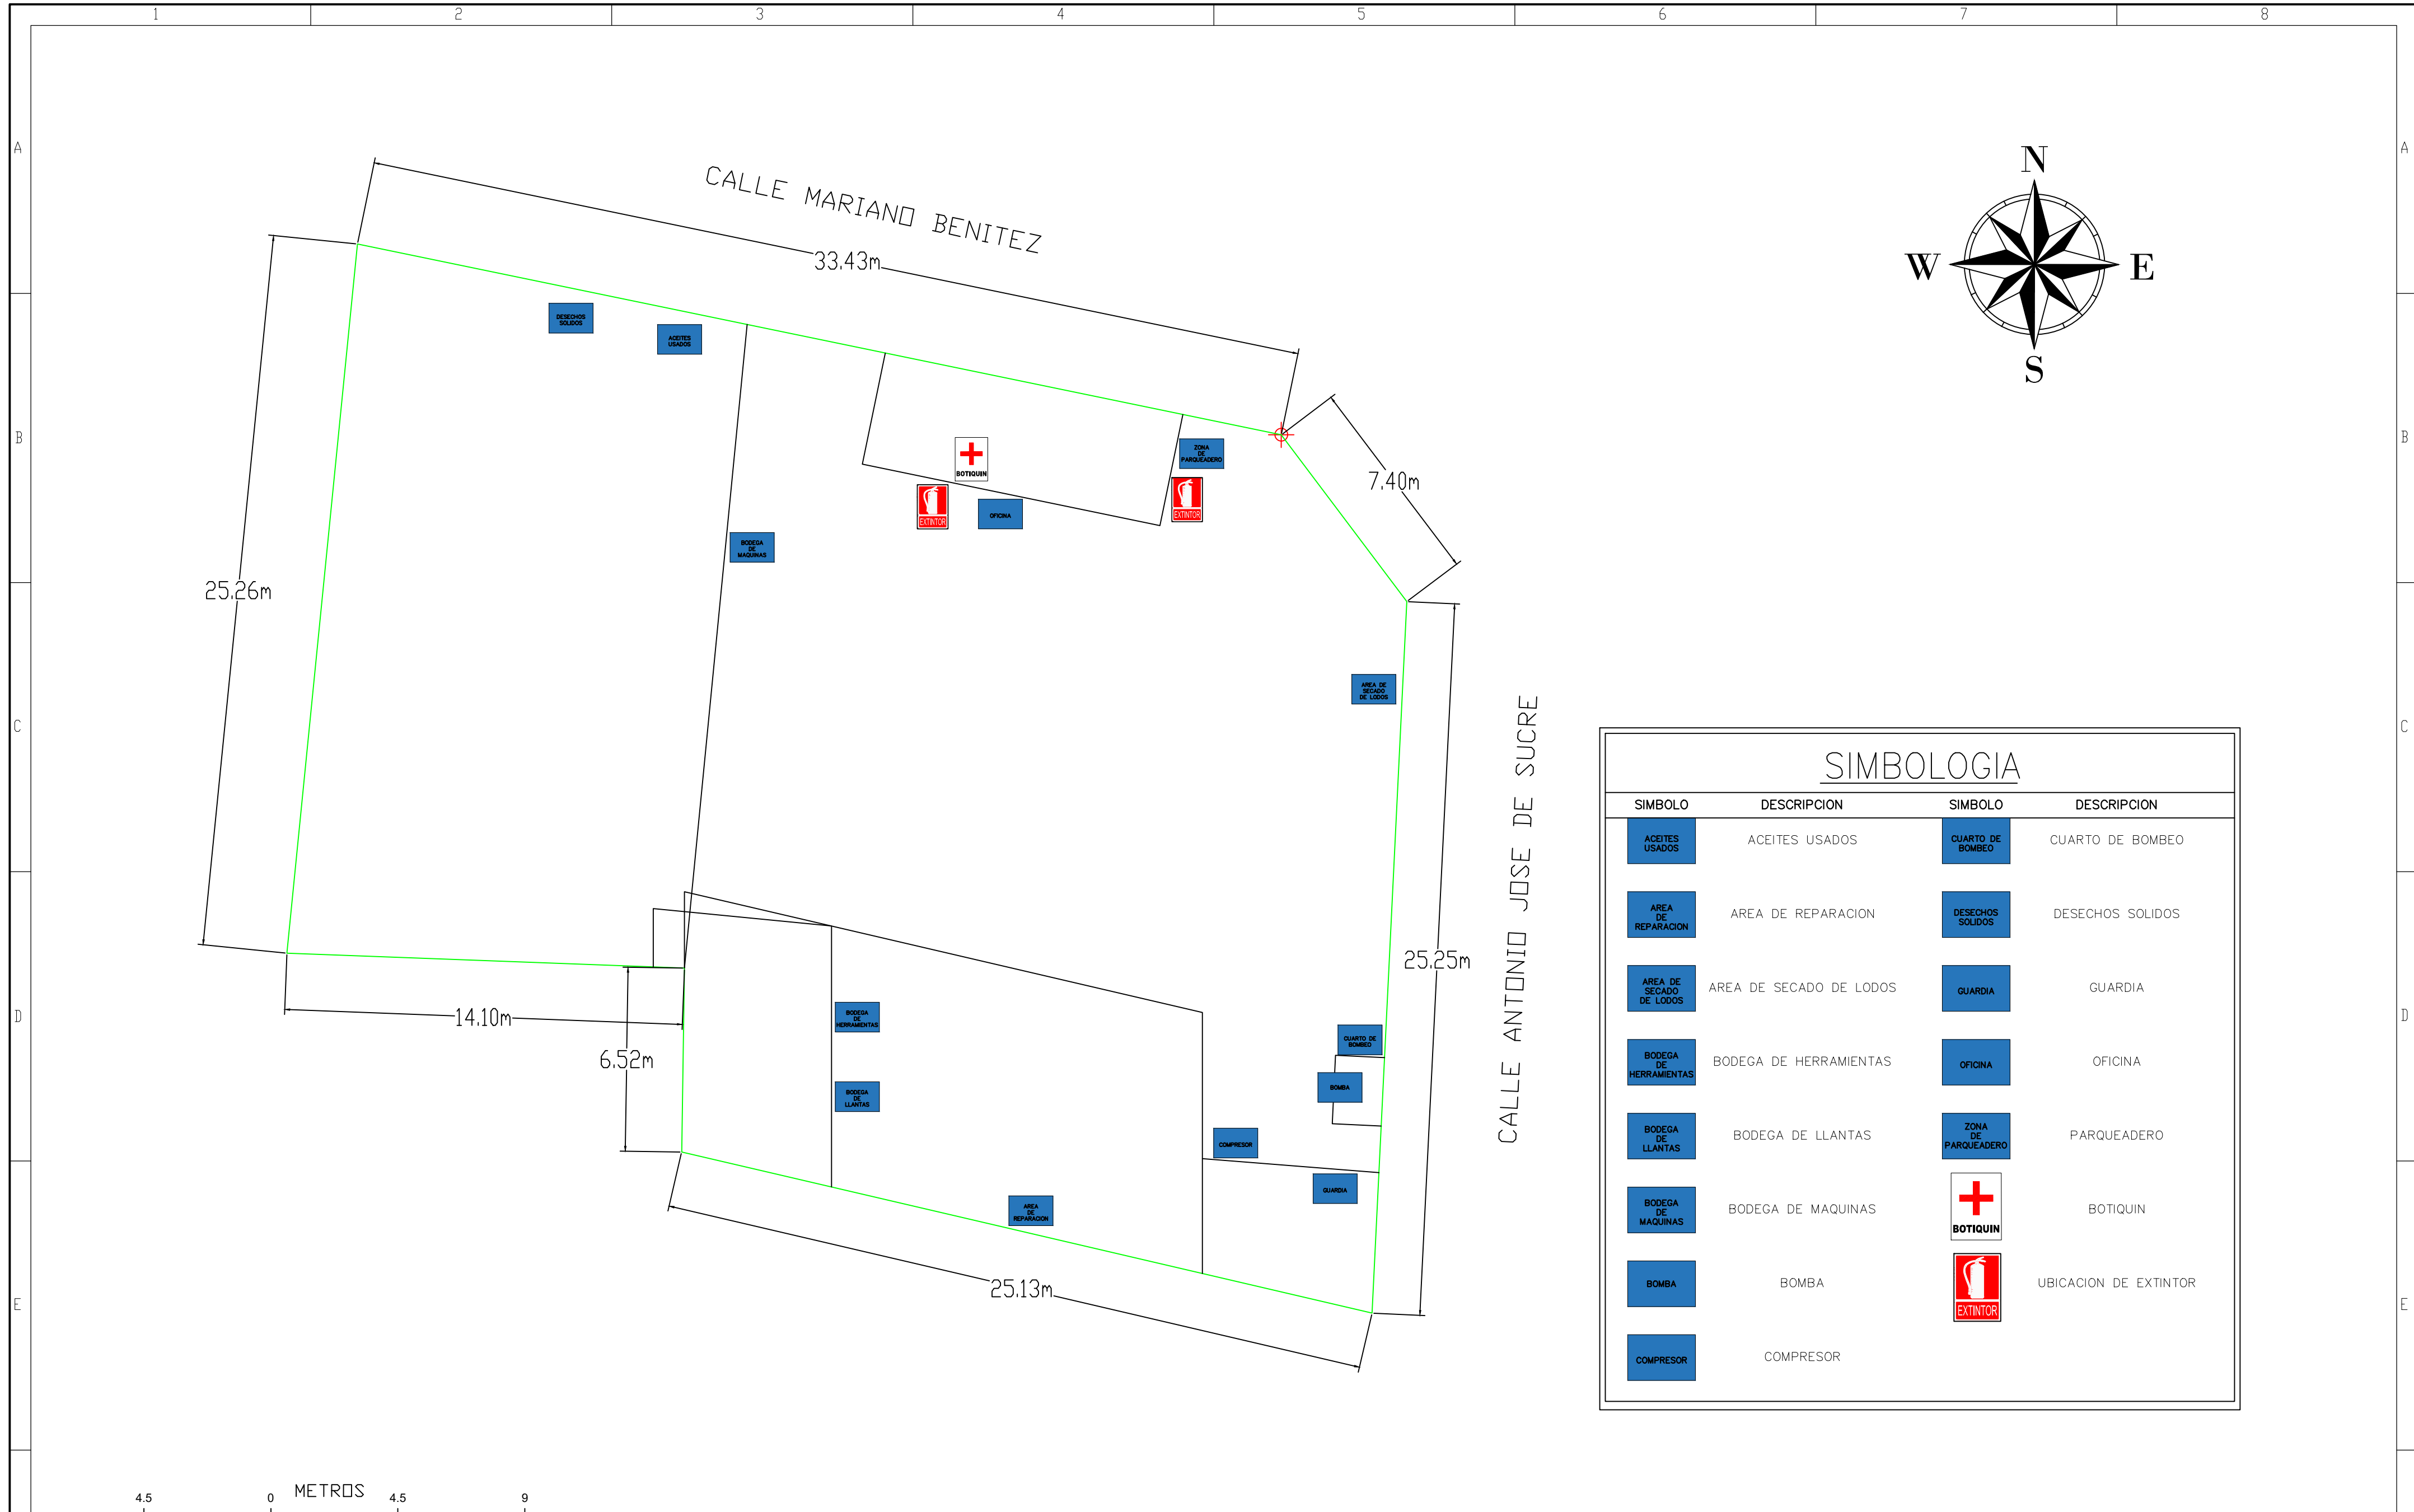 1 2 3 4 5 6 7 8
A
A
CALLE MARIANO BENITEZ
33.43m
N
W
E
S
DESECHOS
SOLIDOS
ACEITES
USADOS
B
B
BOTIQUIN
ZONA
DE
PARQUEADERO
7.40m
EXTINTOR
OFICINA
EXTINTOR
BODEGA
DE
MAQUINAS
25.26m
AREA DE
SECADO
DE LODOS
C
C
CALLE ANTONIO JOSE DE SUCRE
25.25m
D
D
14.10m
6.52m
BODEGA
DE
HERRAMIENTAS
CUARTO DE
BOMBEO
BODEGA
DE
LLANTAS
BOMBA
COMPRESOR
GUARDIA
AREA
DE
REPARACION
25.13m
E
E
SIMBOLOGIA
SIMBOLO DESCRIPCION SIMBOLO DESCRIPCION
ACEITES
USADOS
ACEITES USADOS
CUARTO DE
BOMBEO
CUARTO DE BOMBEO
AREA
DE
REPARACION
AREA DE REPARACION
DESECHOS
SOLIDOS
DESECHOS SOLIDOS
AREA DE
SECADO
DE LODOS
AREA DE SECADO DE LODOS
GUARDIA
GUARDIA
BODEGA
DE
HERRAMIENTAS
BODEGA DE HERRAMIENTAS
OFICINA
OFICINA
BODEGA
DE
LLANTAS
BODEGA DE LLANTAS
ZONA
DE
PARQUEADERO
PARQUEADERO
BODEGA
DE
MAQUINAS
BODEGA DE MAQUINAS
BOTIQUIN
BOTIQUIN
BOMBA
BOMBA
EXTINTOR
UBICACION DE EXTINTOR
COMPRESOR
COMPRESOR
METROS
4.5 0 4.5 9